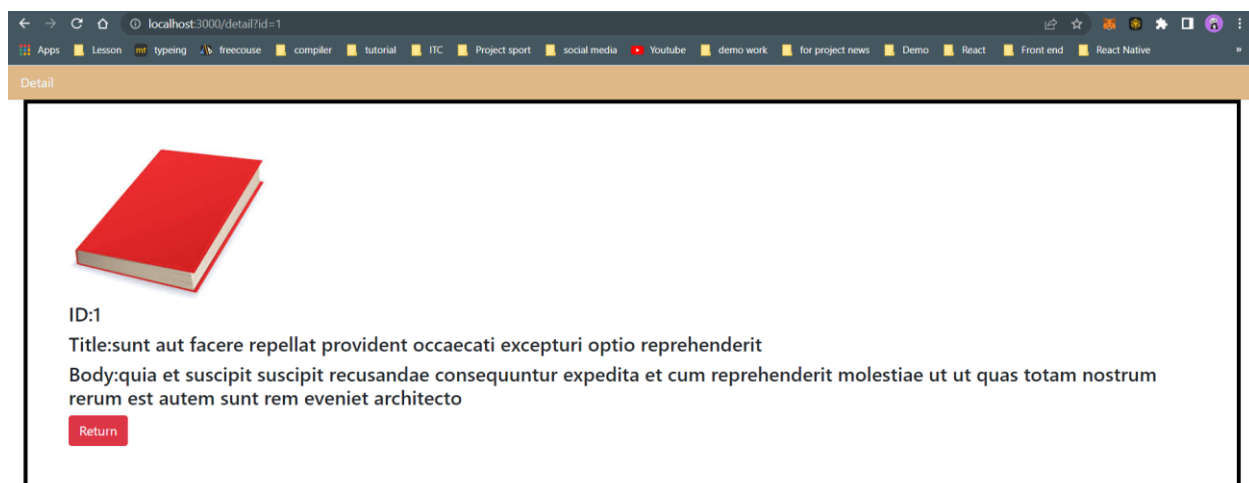 localhost:3000/detail?id=1
Apps Lesson mt typeing freecouse compiler tutorial ITC Project sport social media Youtube demo work for project news Demo React Front end React Native »
Detail
ID:1
Title:sunt aut facere repellat provident occaecati excepturi optio reprehenderit
Body:quia et suscipit suscipit recusandae consequuntur expedita et cum reprehenderit molestiae ut ut quas totam nostrum
rerum est autem sunt rem eveniet architecto
Return